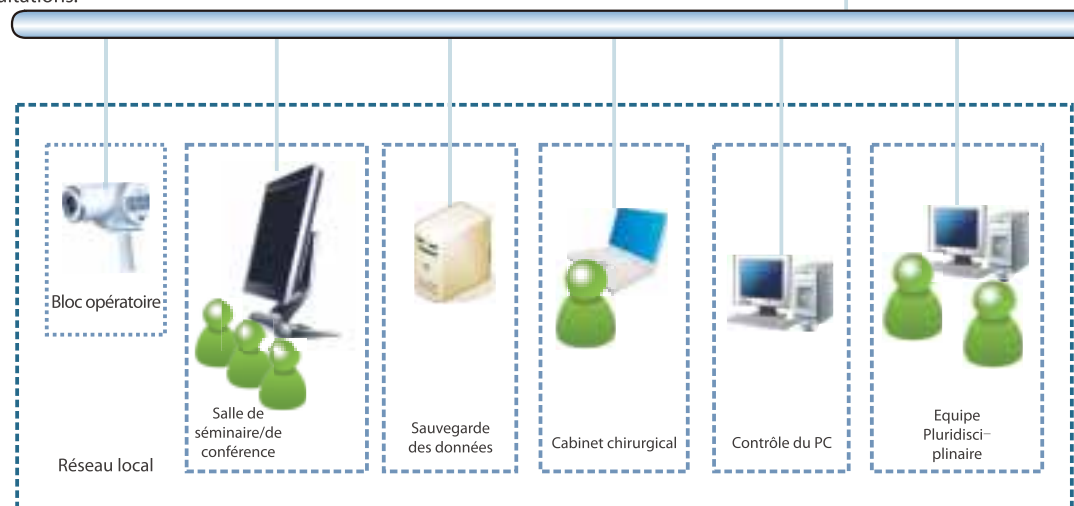 Bloc opératoire
Salle de
séminaire/de
conférence
Sauvegarde
des données
Cabinet chirurgical
Contrôle du PC
Equipe
Pluridisci–
plinaire
Réseau local